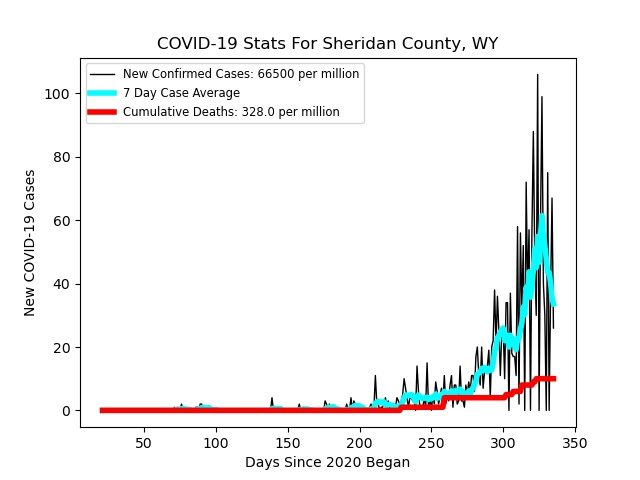 COVID-19 Stats For Sheridan County, WY
New Confirmed Cases: 66500 per million
7 Day Case Average
Cumulative Deaths: 328.0 per million
New COVID-19 Cases
100
80
60
40
20
0
50 100 150 200 250 300 350
Days Since 2020 Began